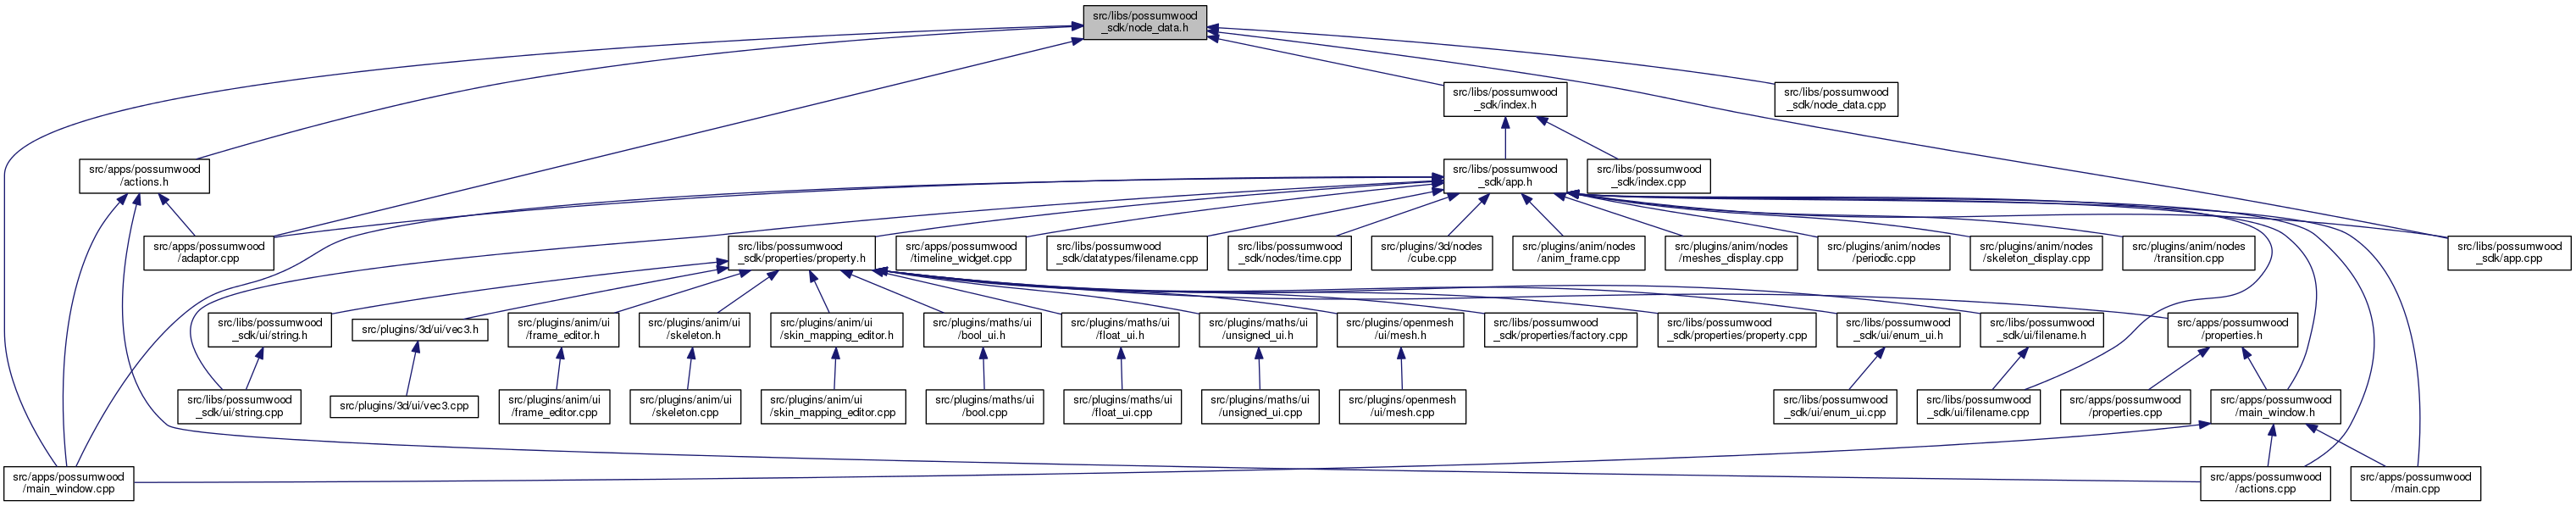 src/libs/possumwood
_sdk/node_data.h
src/libs/possumwood
_sdk/index.h
src/libs/possumwood
_sdk/node_data.cpp
src/apps/possumwood
/actions.h
src/libs/possumwood
_sdk/app.h
src/libs/possumwood
_sdk/index.cpp
src/apps/possumwood
/adaptor.cpp
src/libs/possumwood
_sdk/properties/property.h
src/apps/possumwood
/timeline_widget.cpp
src/libs/possumwood
_sdk/datatypes/filename.cpp
src/libs/possumwood
_sdk/nodes/time.cpp
src/plugins/3d/nodes
/cube.cpp
src/plugins/anim/nodes
/anim_frame.cpp
src/plugins/anim/nodes
/meshes_display.cpp
src/plugins/anim/nodes
/periodic.cpp
src/plugins/anim/nodes
/skeleton_display.cpp
src/plugins/anim/nodes
/transition.cpp
src/libs/possumwood
_sdk/app.cpp
src/libs/possumwood
_sdk/ui/string.h
src/plugins/3d/ui/vec3.h
src/plugins/anim/ui
/frame_editor.h
src/plugins/anim/ui
/skeleton.h
src/plugins/anim/ui
/skin_mapping_editor.h
src/plugins/maths/ui
/bool_ui.h
src/plugins/maths/ui
/float_ui.h
src/plugins/maths/ui
/unsigned_ui.h
src/plugins/openmesh
/ui/mesh.h
src/libs/possumwood
_sdk/properties/factory.cpp
src/libs/possumwood
_sdk/properties/property.cpp
src/libs/possumwood
_sdk/ui/enum_ui.h
src/libs/possumwood
_sdk/ui/filename.h
src/apps/possumwood
/properties.h
src/libs/possumwood
_sdk/ui/string.cpp
src/plugins/3d/ui/vec3.cpp
src/plugins/anim/ui
/frame_editor.cpp
src/plugins/anim/ui
/skeleton.cpp
src/plugins/anim/ui
/skin_mapping_editor.cpp
src/plugins/maths/ui
/bool.cpp
src/plugins/maths/ui
/float_ui.cpp
src/plugins/maths/ui
/unsigned_ui.cpp
src/plugins/openmesh
/ui/mesh.cpp
src/libs/possumwood
_sdk/ui/enum_ui.cpp
src/libs/possumwood
_sdk/ui/filename.cpp
src/apps/possumwood
/properties.cpp
src/apps/possumwood
/main_window.h
src/apps/possumwood
/main_window.cpp
src/apps/possumwood
/actions.cpp
src/apps/possumwood
/main.cpp